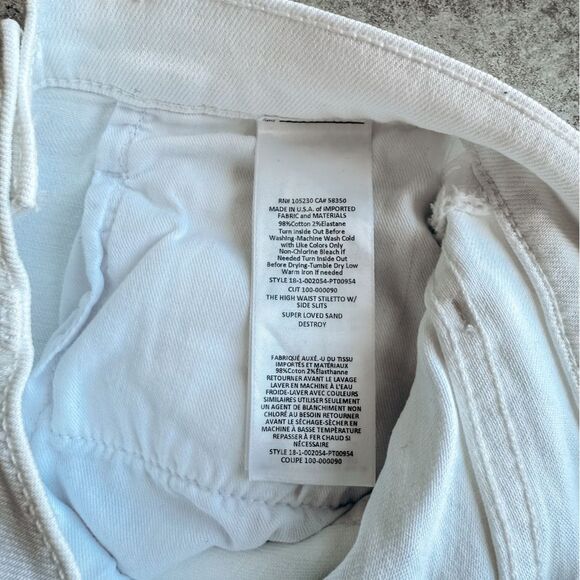 RN# 105230 CA# 58350
MADE IN U.S.A. of IMPORTED
FABRIC and MATERIALS
98%Cotton 2%Elastane
Turn Inside Out Before
Washing-Machine Wash Cold
with Like Colors Only
Non-Chlorine Bleach If
Needed Turn Inside Out
Before Drying-Tumble Dry Low
Warm Iron if needed
STYLE 18-1-002054-PT00954
CUT 100-000090
THE HIGH WAIST STILETTO W/
SIDE SLITS
SUPER LOVED SAND
DESTROY
FABRIQUÉ AUXÉ.-U DU TISSU
IMPORTÉS ET MATÉRIAUX
98%Coton 2%Élasthanne
RETOURNER AVANT LE LAVAGE
LAVER EN MACHINE À L'EAU
FROIDE-LAVER AVEC COULEURS
SIMILAIRES UTILISER SEULEMENT
UN AGENT DE BLANCHIMENT NON
CHLORÉ AU BESOIN RETOURNER
AVANT LE SÉCHAGE-SÉCHER EN
MACHINE À BASSE TEMPÉRATURE
REPASSER À FER CHAUD SI
NÉCESSAIRE
STYLE 18-1-002054-PT00954
COUPE 100-000090